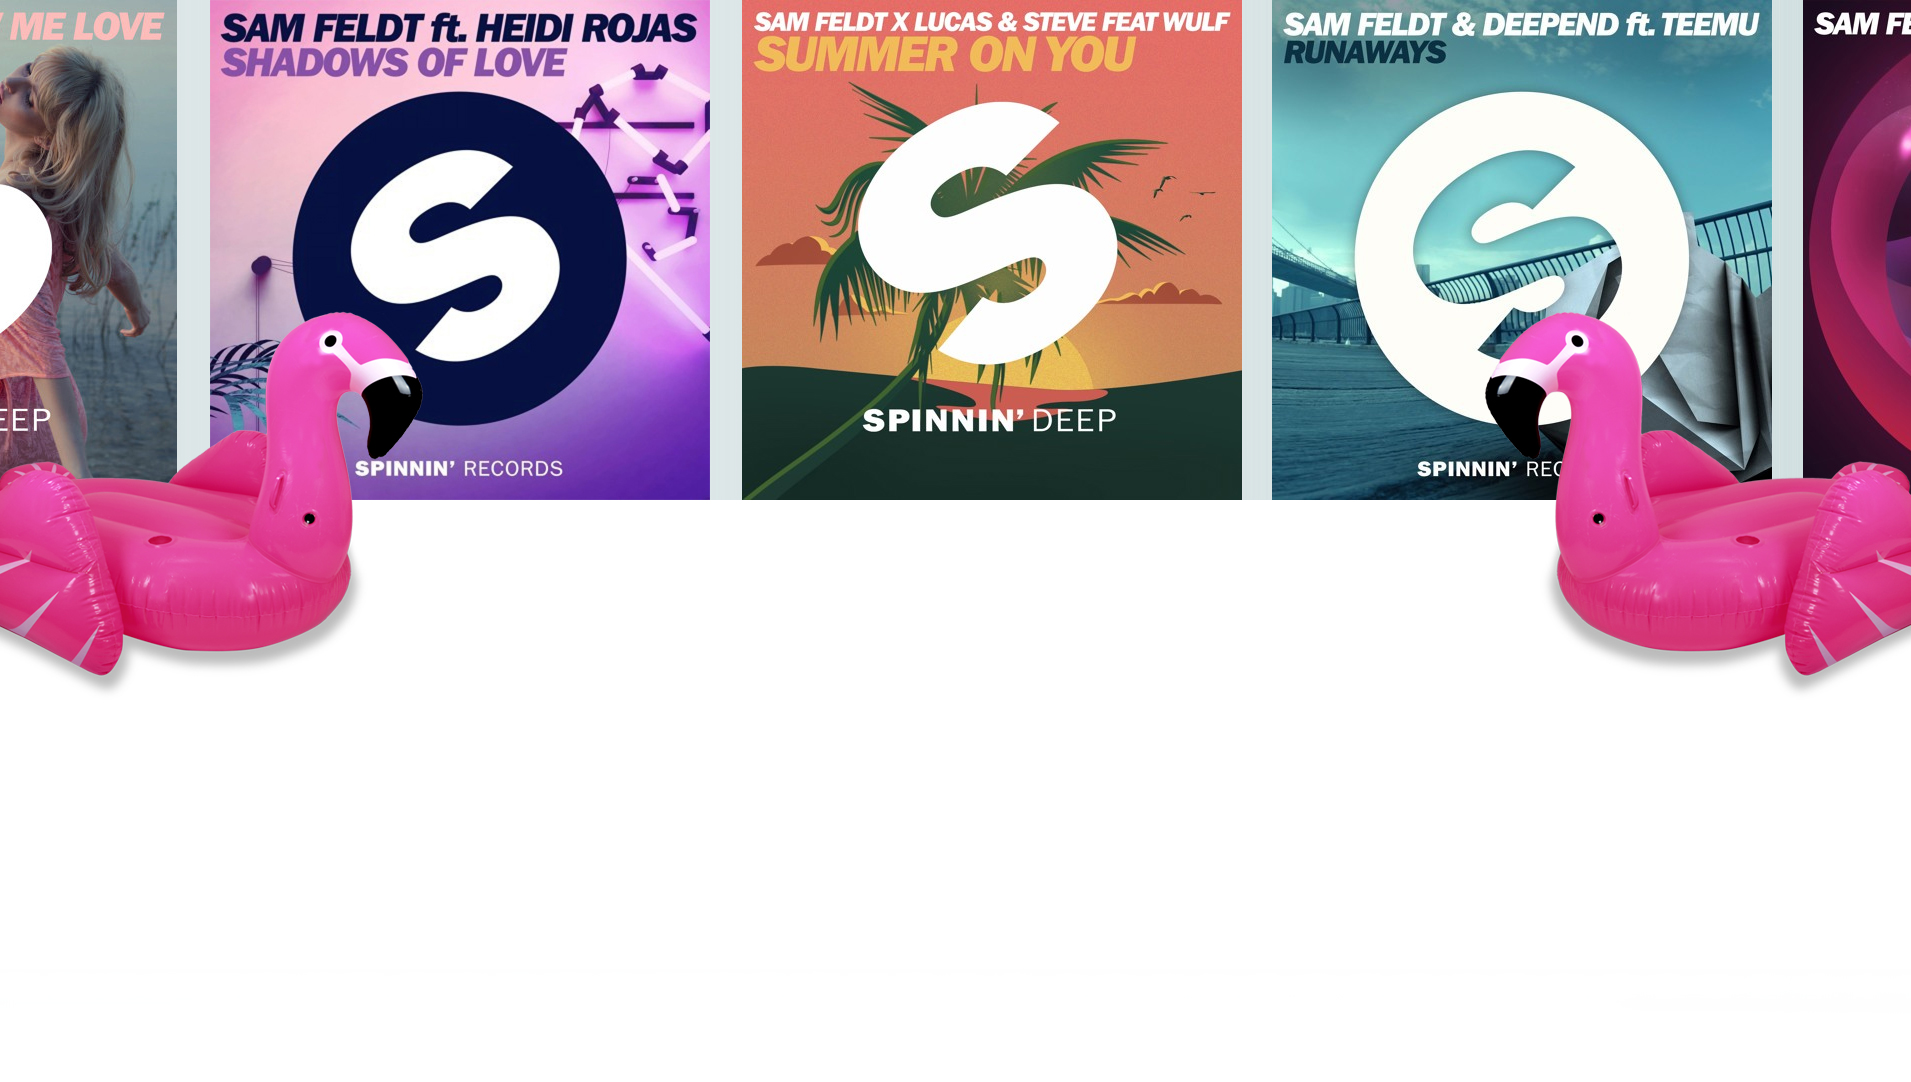 ME LOVE
EEP
SAM FELDT ft. HEIDI ROJAS
SHADOWS OF LOVE
SPINNIN' RECORDS
SAM FELDT X LUCAS & STEVE FEAT WULF
SUMMER ON YOU
SPINNIN' DEEP
SAM FELDT & DEEPEND ft. TEEMU
RUNAWAYS
SPINNIN' REC
SAM FE